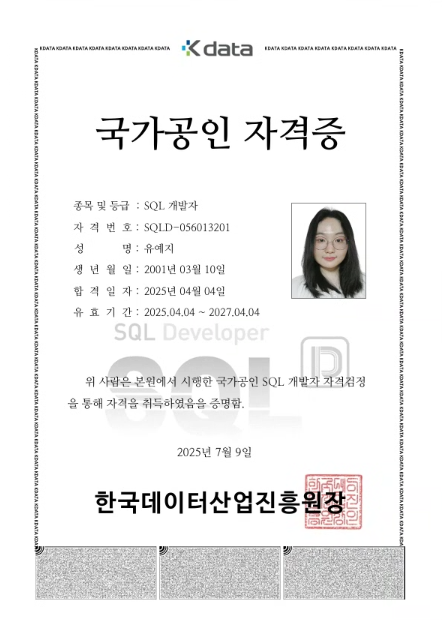 KDATA KDATA KDATA KDATA KDATA KDATA KDATA KDATA
K data
KDATA KDATA KDATA KDATA KDATA KDATA KDATA KDATA
국가공인 자격증
종목 및 등급 : SQL 개발자
자 격 번 호 : SQLD-056013201
성 명 : 유예지
생 년 월 일 : 2001년 03월 10일
합 격 일 자 : 2025년 04월 04일
유 효 기 간 : 2025.04.04 ~ 2027.04.04
SQL Developer
SQL D
위 사람은 본원에서 시행한 국가공인 SQL 개발자 자격검정
을 통해 자격을 취득하였음을 증명함.
2025년 7월 9일
한국데이터산업진흥원장